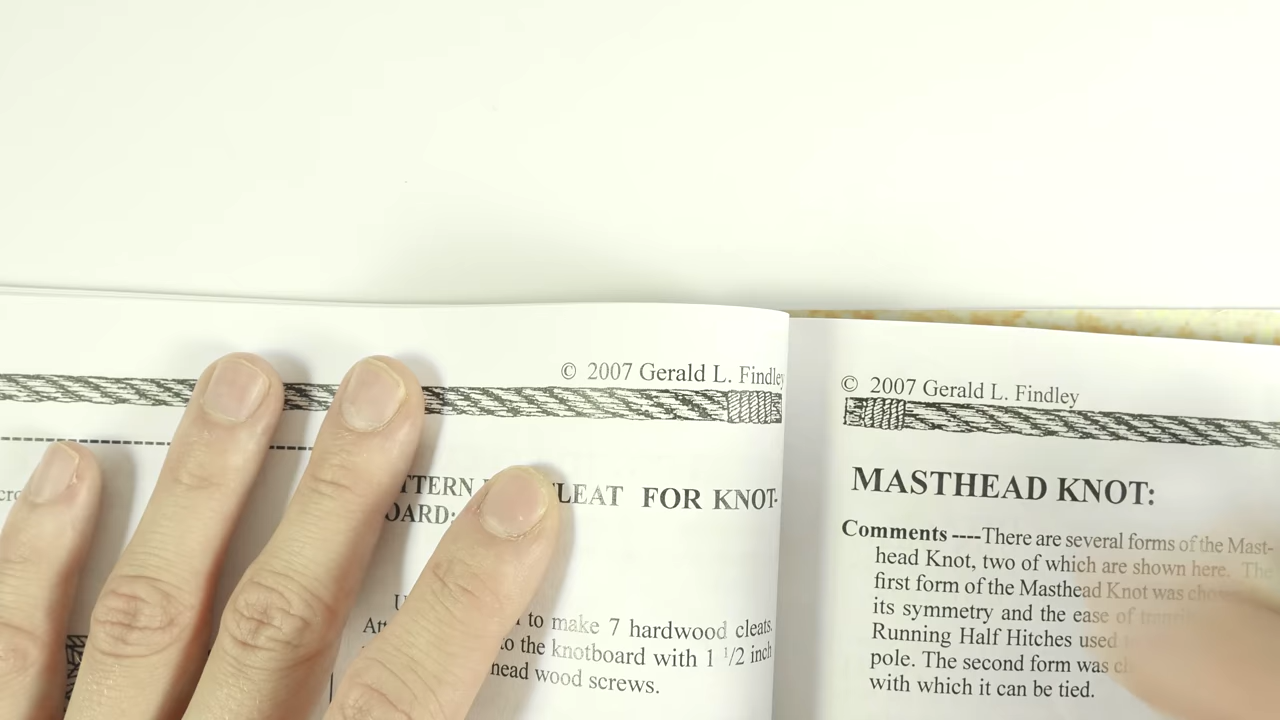 © 2007 Gerald L. Findley
FOR KNOT-
to make 7 hardwood cleats.
the knotboard with 1 1/2 inch
head wood screws.
© 2007 Gerald L. Findley
MASTHEAD KNOT:
Comments ----There are several forms of the Mast-
head Knot, two of which are shown here. The
first form of the Masthead Knot was
its symmetry and the ease of
Running Half Hitches used
pole. The second form was
with which it can be tied.